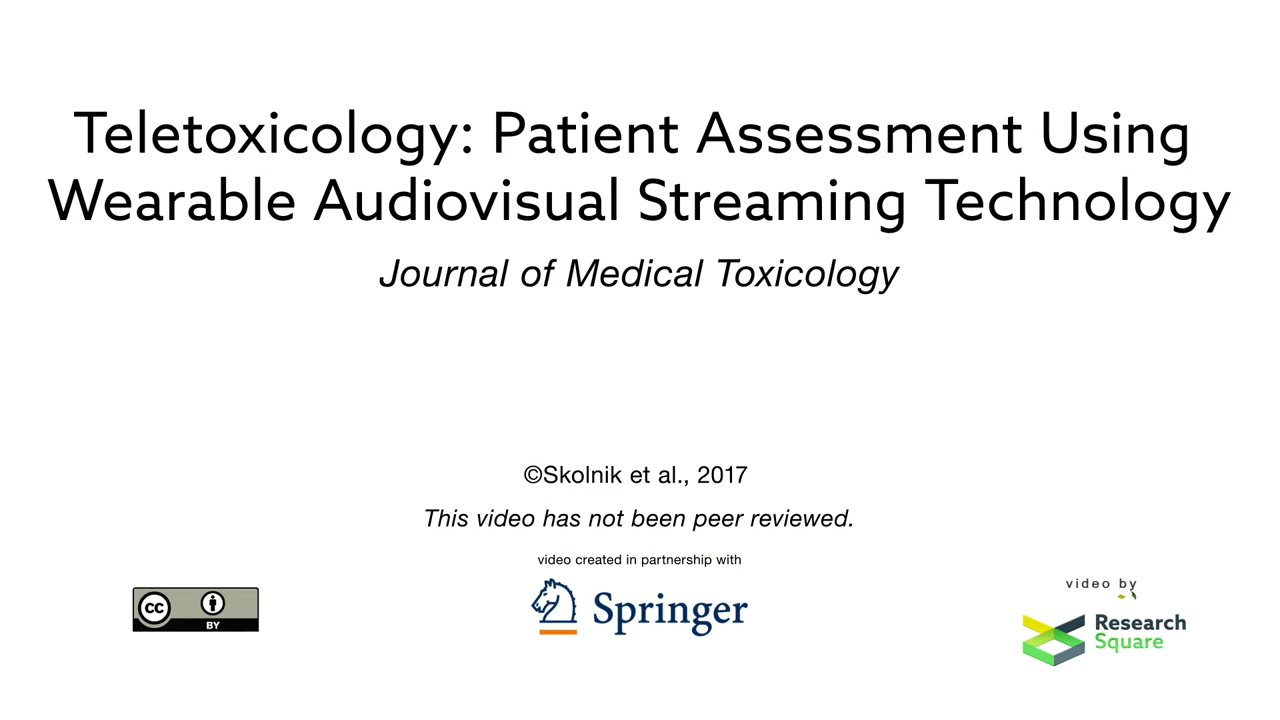 Teletoxicology: Patient Assessment Using
Wearable Audiovisual Streaming Technology
Journal of Medical Toxicology
©Skolnik et al., 2017
This video has not been peer reviewed.
video created in partnership with
Springer
cc
BY
video by
Research
Square